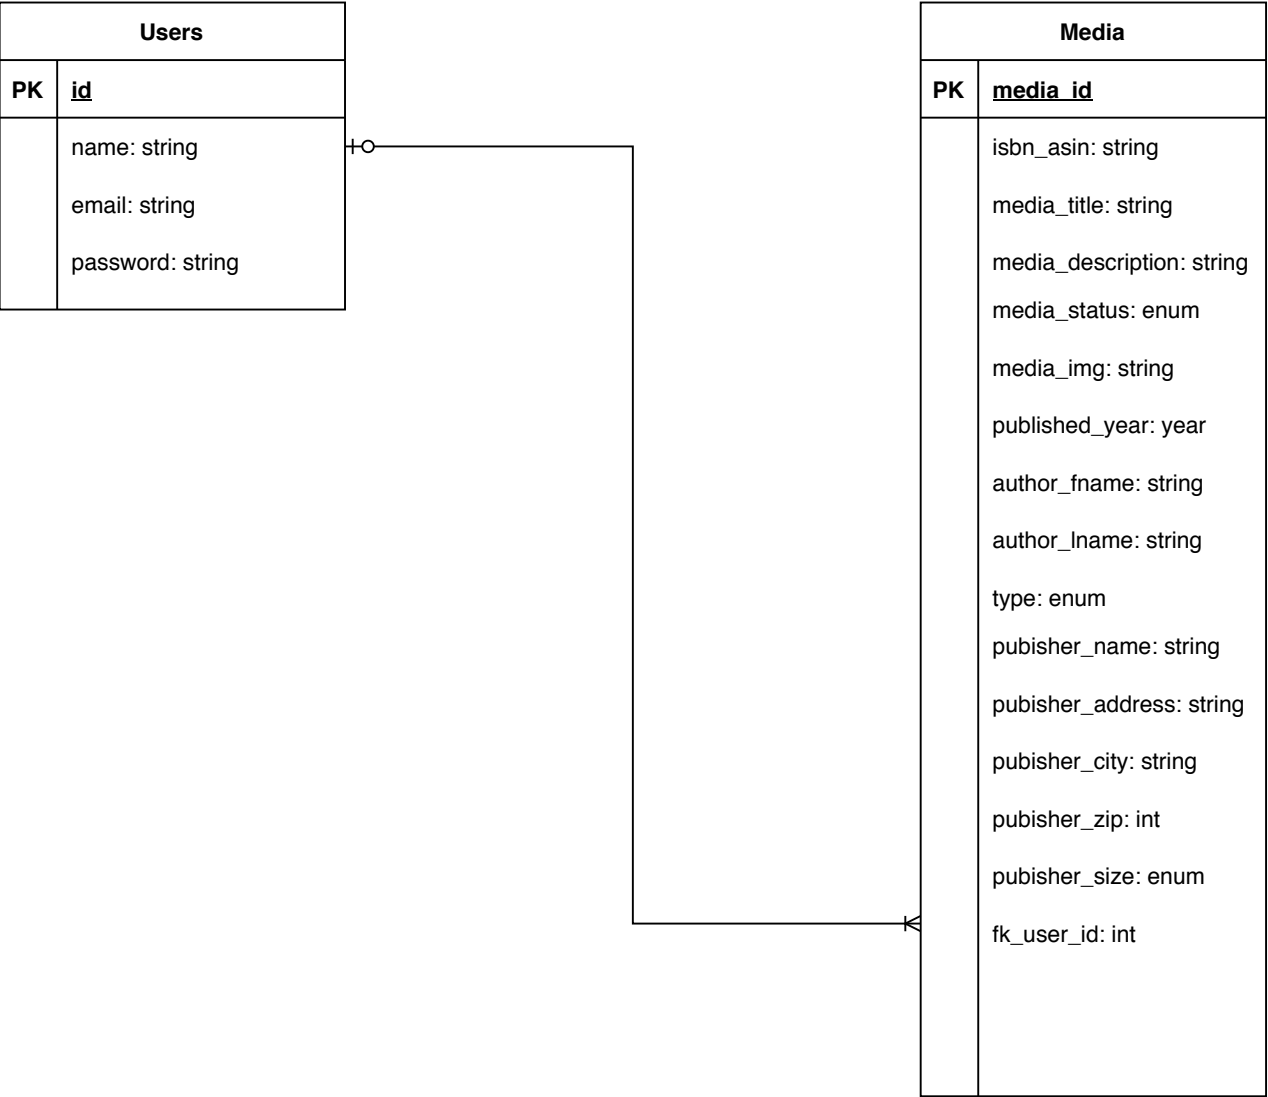 Users
PK id
name: string
email: string
password: string
Media
PK media_id
isbn_asin: string
media_title: string
media_description: string
media_status: enum
media_img: string
published_year: year
author_fname: string
author_lname: string
type: enum
pubisher_name: string
pubisher_address: string
pubisher_city: string
pubisher_zip: int
pubisher_size: enum
fk_user_id: int